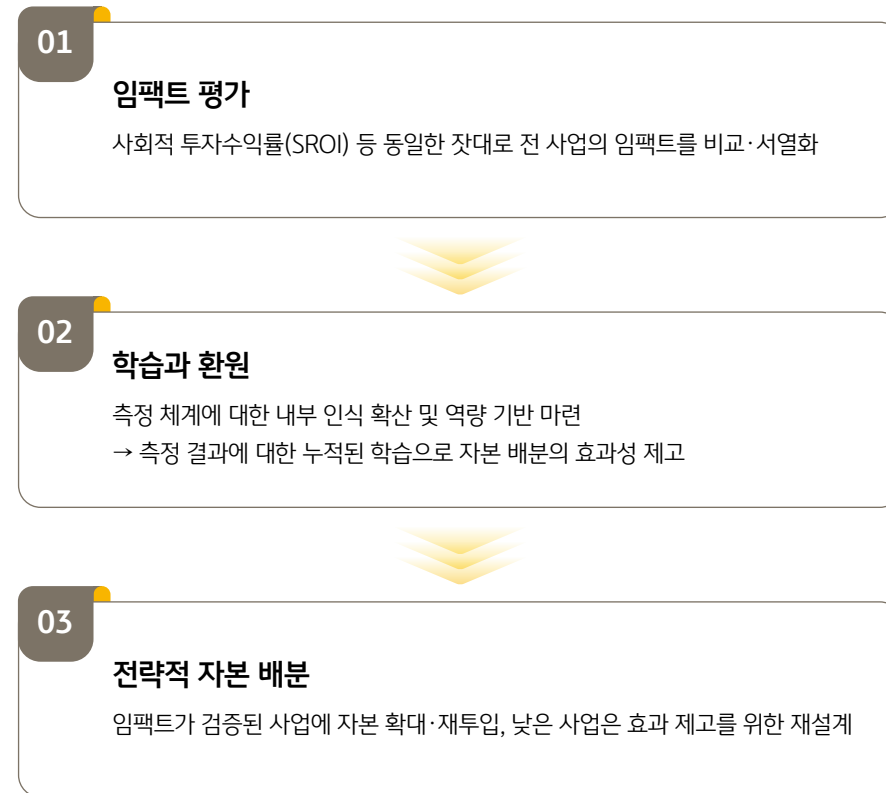 01
임팩트 평가
사회적 투자수익률(SROI) 등 동일한 잣대로 전 사업의 임팩트를 비교·서열화
02
학습과 환원
측정 체계에 대한 내부 인식 확산 및 역량 기반 마련
→ 측정 결과에 대한 누적된 학습으로 자본 배분의 효과성 제고
03
전략적 자본 배분
임팩트가 검증된 사업에 자본 확대·재투입, 낮은 사업은 효과 제고를 위한 재설계